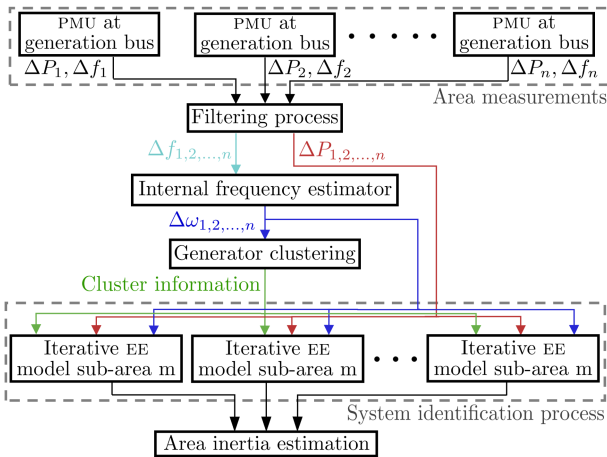 PMU at
generation bus
PMU at
generation bus
PMU at
generation bus
ΔP₁, Δf₁
ΔP₂, Δf₂
ΔPₙ, Δfₙ
Area measurements
Filtering process
Δf₁,₂,...,ₙ
ΔP₁,₂,...,ₙ
Internal frequency estimator
Δω₁,₂,...,ₙ
Generator clustering
Cluster information
Iterative EE
model sub-area m
Iterative EE
model sub-area m
Iterative EE
model sub-area m
System identification process
Area inertia estimation